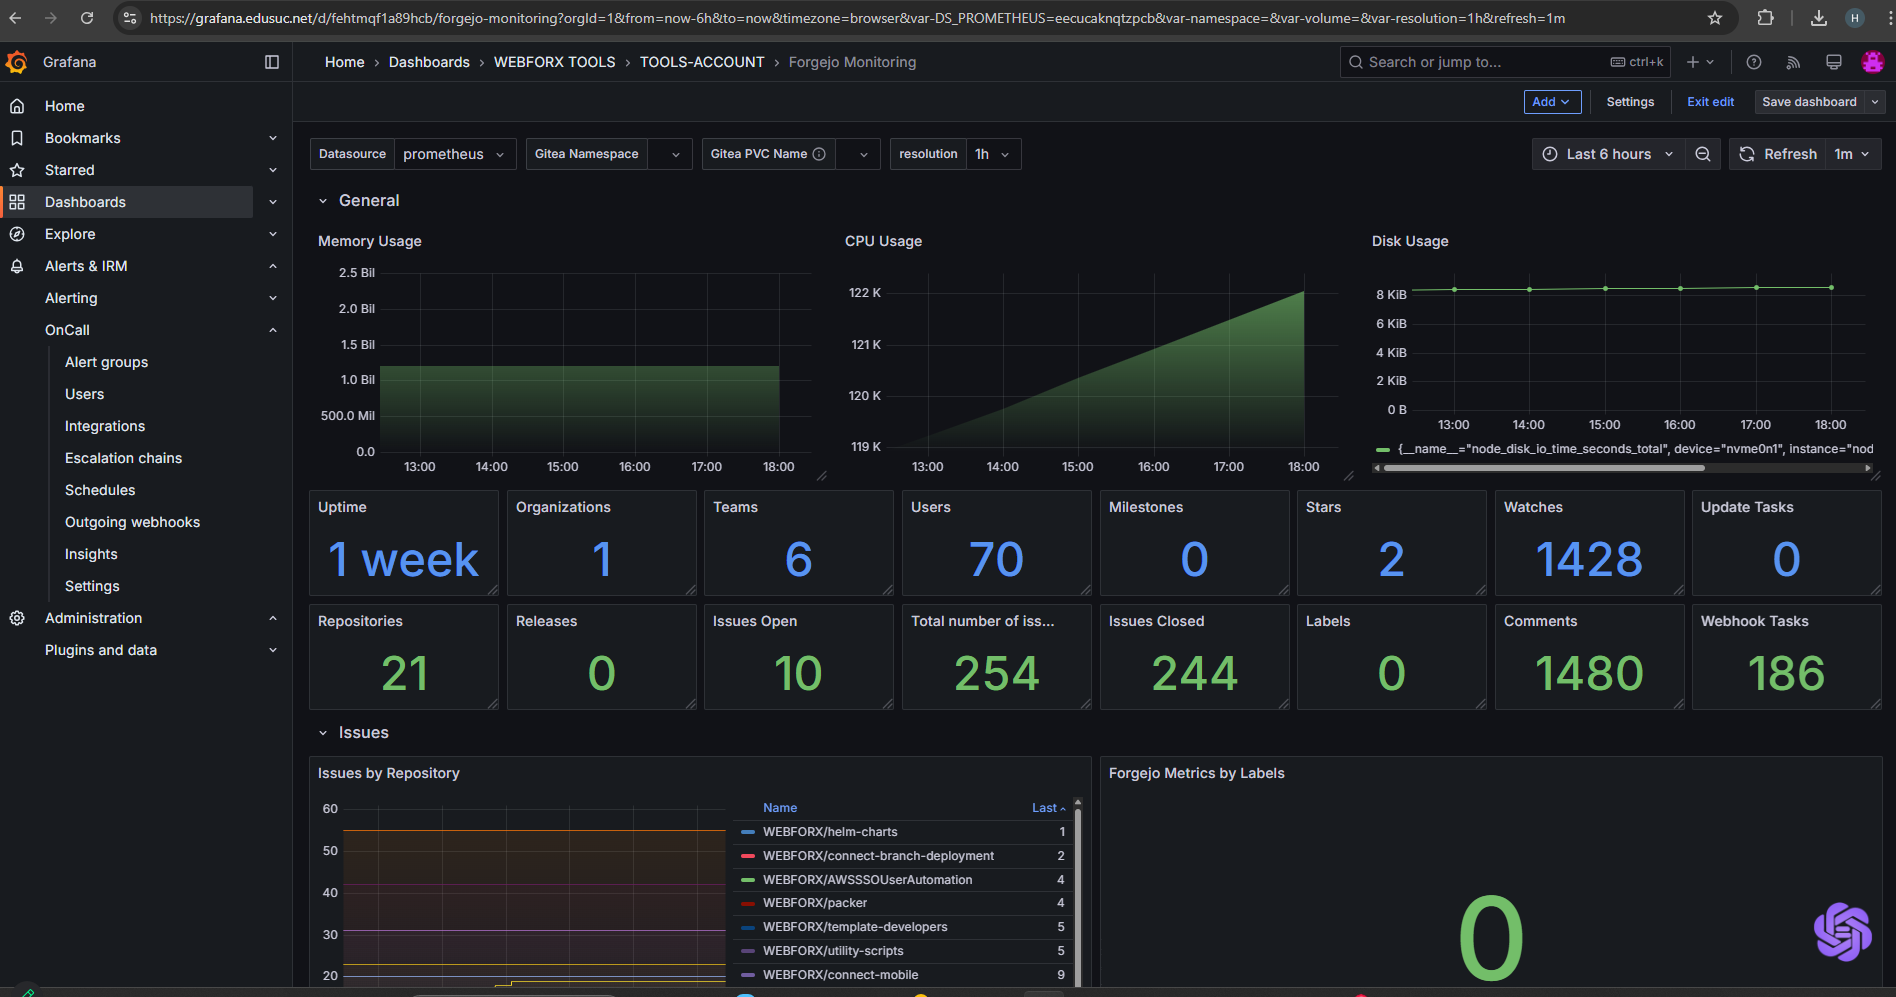 https://grafana.edusuc.net/d/fehtmqf1a89hcb/forgejo-monitoring?orgId=1&from=now-6h&to=now&timezone=browser&var-DS_PROMETHEUS=eecucaknqtzpcb&var-namespace=&var-volume=&var-resolution=1h&refresh=1m
H
Grafana
Home › Dashboards › WEBFORX TOOLS › TOOLS-ACCOUNT › Forgejo Monitoring
Search or jump to... ctrl+k
Home
Bookmarks
Starred
Dashboards
Explore
Alerts & IRM
Alerting
OnCall
Alert groups
Users
Integrations
Escalation chains
Schedules
Outgoing webhooks
Insights
Settings
Administration
Plugins and data
Add Settings Exit edit Save dashboard
Datasource prometheus Gitea Namespace Gitea PVC Name resolution 1h Last 6 hours Refresh 1m
General
Memory Usage
2.5 Bil
2.0 Bil
1.5 Bil
1.0 Bil
500.0 Mil
0.0
13:00 14:00 15:00 16:00 17:00 18:00
CPU Usage
122 K
121 K
120 K
119 K
13:00 14:00 15:00 16:00 17:00 18:00
Disk Usage
8 KiB
6 KiB
4 KiB
2 KiB
0 B
13:00 14:00 15:00 16:00 17:00 18:00
{__name__="node_disk_io_time_seconds_total", device="nvme0n1", instance="nod
Uptime
1 week
Organizations
1
Teams
6
Users
70
Milestones
0
Stars
2
Watches
1428
Update Tasks
0
Repositories
21
Releases
0
Issues Open
10
Total number of iss...
254
Issues Closed
244
Labels
0
Comments
1480
Webhook Tasks
186
Issues
Issues by Repository
60
50
40
30
20
Name Last
WEBFORX/helm-charts 1
WEBFORX/connect-branch-deployment 2
WEBFORX/AWSSSOUserAutomation 4
WEBFORX/packer 4
WEBFORX/template-developers 5
WEBFORX/utility-scripts 5
WEBFORX/connect-mobile 9
Forgejo Metrics by Labels
0